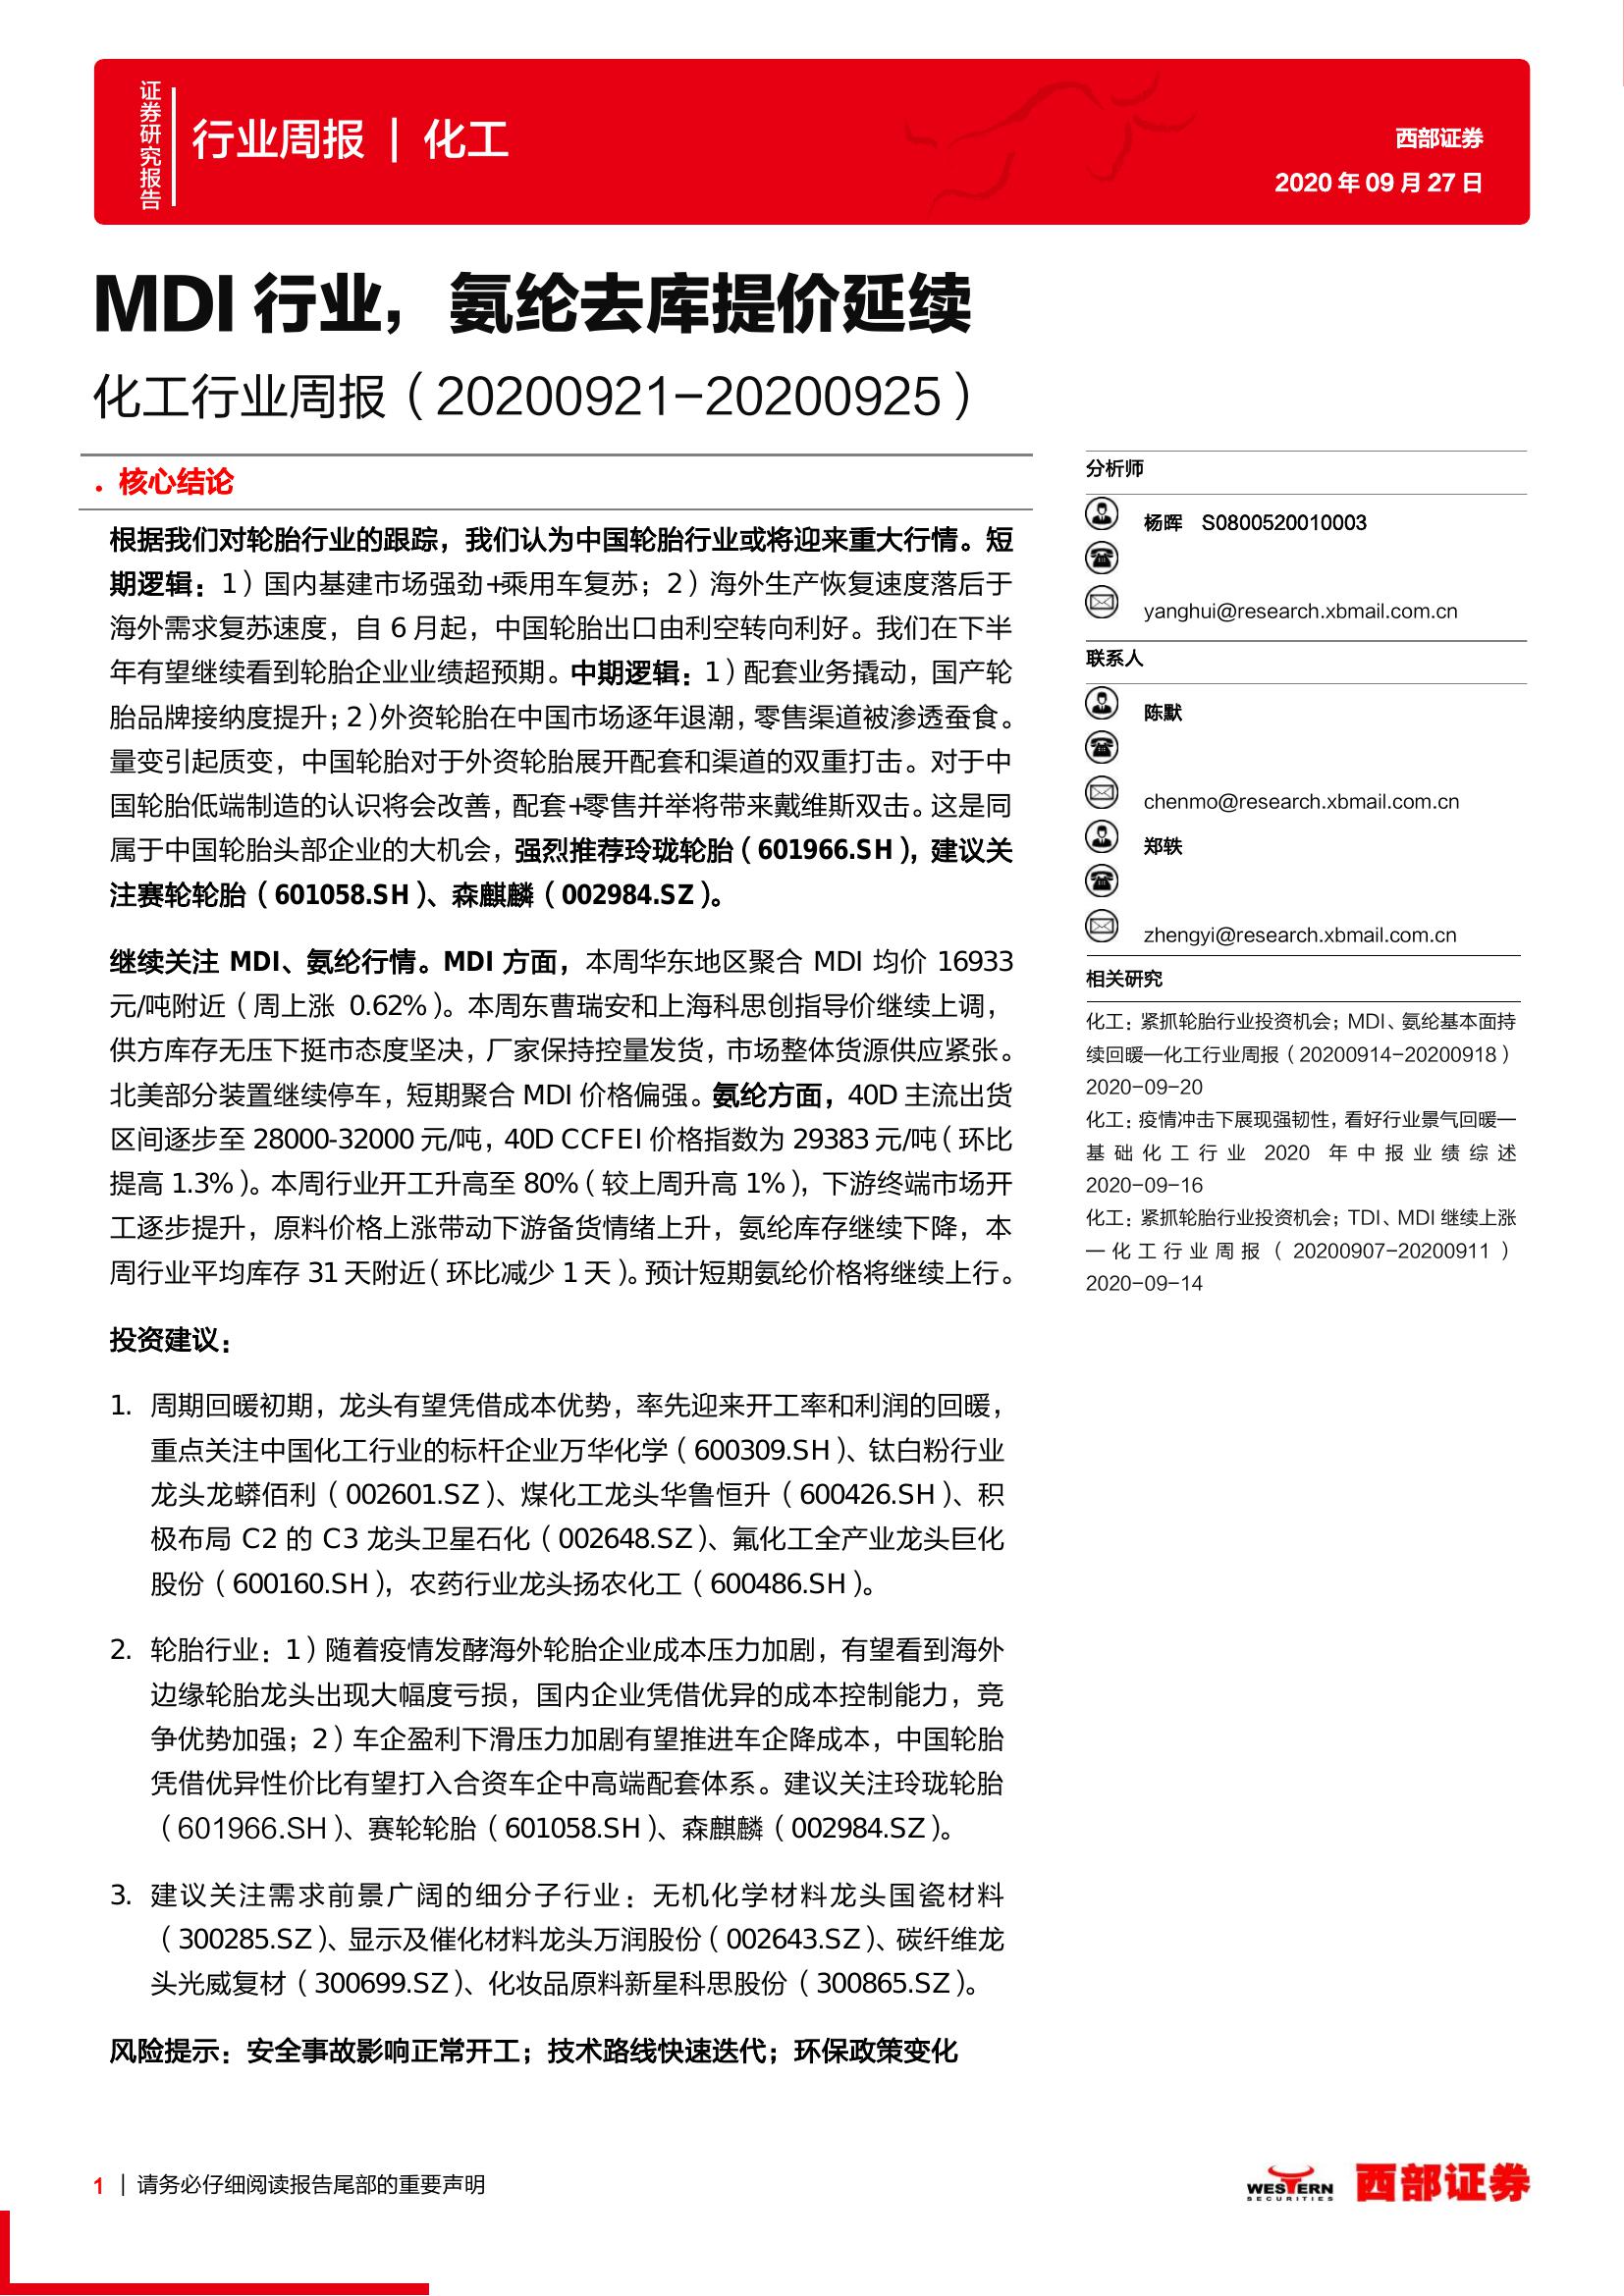 证券研究报告
行业周报 | 化工
西部证券
2020 年 09 月 27 日
MDI 行业，氨纶去库提价延续
化工行业周报（20200921-20200925）
• 核心结论
根据我们对轮胎行业的跟踪，我们认为中国轮胎行业或将迎来重大行情。短
期逻辑：1）国内基建市场强劲+乘用车复苏；2）海外生产恢复速度落后于
海外需求复苏速度，自 6 月起，中国轮胎出口由利空转向利好。我们在下半
年有望继续看到轮胎企业业绩超预期。中期逻辑：1）配套业务撬动，国产轮
胎品牌接纳度提升；2）外资轮胎在中国市场逐年退潮，零售渠道被渗透蚕食。
量变引起质变，中国轮胎对于外资轮胎展开配套和渠道的双重打击。对于中
国轮胎低端制造的认识将会改善，配套+零售并举将带来戴维斯双击。这是同
属于中国轮胎头部企业的大机会，强烈推荐玲珑轮胎（601966.SH），建议关
注赛轮轮胎（601058.SH）、森麒麟（002984.SZ）。
继续关注 MDI、氨纶行情。MDI 方面，本周华东地区聚合 MDI 均价 16933
元/吨附近（周上涨 0.62%）。本周东曹瑞安和上海科思创指导价继续上调，
供方库存无压下挺市态度坚决，厂家保持控量发货，市场整体货源供应紧张。
北美部分装置继续停车，短期聚合 MDI 价格偏强。氨纶方面，40D 主流出货
区间逐步至 28000-32000 元/吨，40D CCFEI 价格指数为 29383 元/吨（环比
提高 1.3%）。本周行业开工升高至 80%（较上周升高 1%），下游终端市场开
工逐步提升，原料价格上涨带动下游备货情绪上升，氨纶库存继续下降，本
周行业平均库存 31 天附近（环比减少 1 天）。预计短期氨纶价格将继续上行。
投资建议：
1. 周期回暖初期，龙头有望凭借成本优势，率先迎来开工率和利润的回暖，
重点关注中国化工行业的标杆企业万华化学（600309.SH）、钛白粉行业
龙头龙蟒佰利（002601.SZ）、煤化工龙头华鲁恒升（600426.SH）、积
极布局 C2 的 C3 龙头卫星石化（002648.SZ）、氟化工全产业龙头巨化
股份（600160.SH），农药行业龙头扬农化工（600486.SH）。
2. 轮胎行业：1）随着疫情发酵海外轮胎企业成本压力加剧，有望看到海外
边缘轮胎龙头出现大幅度亏损，国内企业凭借优异的成本控制能力，竞
争优势加强；2）车企盈利下滑压力加剧有望推进车企降成本，中国轮胎
凭借优异性价比有望打入合资车企中高端配套体系。建议关注玲珑轮胎
（601966.SH）、赛轮轮胎（601058.SH）、森麒麟（002984.SZ）。
3. 建议关注需求前景广阔的细分子行业：无机化学材料龙头国瓷材料
（300285.SZ）、显示及催化材料龙头万润股份（002643.SZ）、碳纤维龙
头光威复材（300699.SZ）、化妆品原料新星科思股份（300865.SZ）。
风险提示：安全事故影响正常开工；技术路线快速迭代；环保政策变化
分析师
杨晖 S0800520010003
yanghui@research.xbmail.com.cn
联系人
陈默
chenmo@research.xbmail.com.cn
郑轶
zhengyi@research.xbmail.com.cn
相关研究
化工：紧抓轮胎行业投资机会；MDI、氨纶基本面持
续回暖—化工行业周报（20200914-20200918）
2020-09-20
化工：疫情冲击下展现强韧性，看好行业景气回暖—
基础化工行业 2020 年中报业绩综述
2020-09-16
化工：紧抓轮胎行业投资机会；TDI、MDI 继续上涨
—化工行业周报（20200907-20200911）
2020-09-14
1 | 请务必仔细阅读报告尾部的重要声明
WESTERN
SECURITIES
西部证券